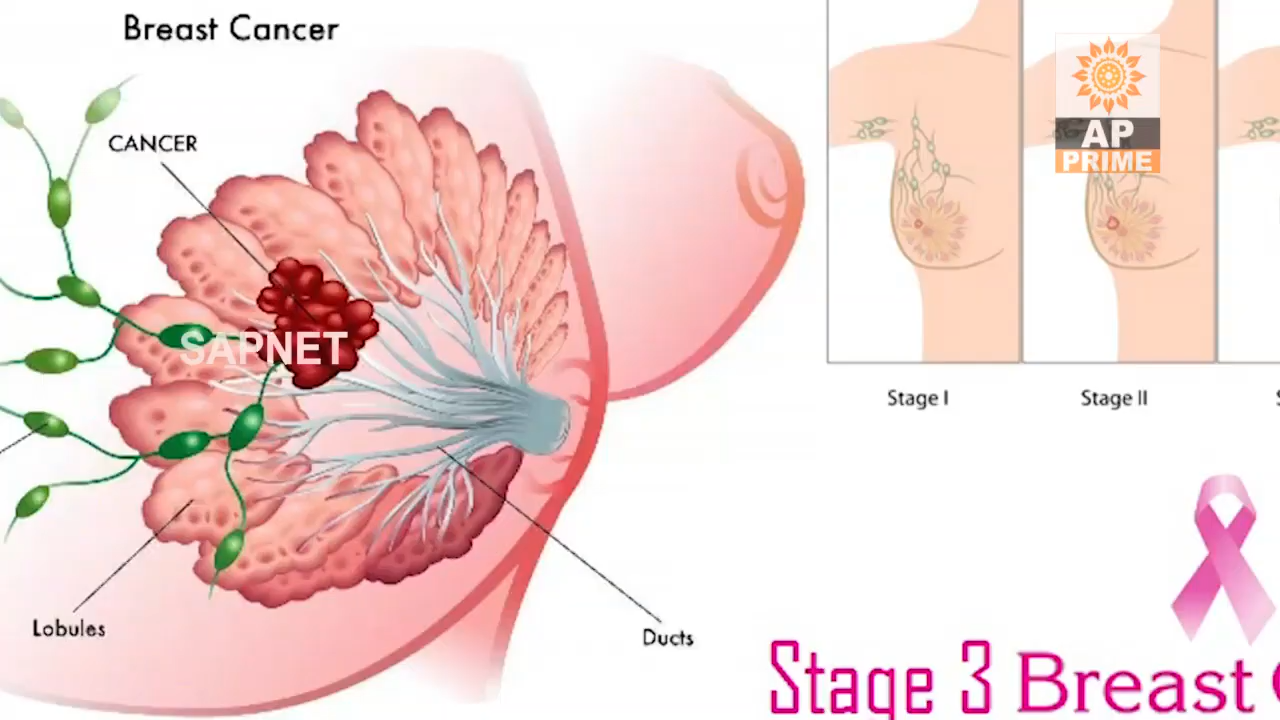 Breast Cancer
CANCER
SAPNET
Lobules
Ducts
AP
PRIME
Stage I
Stage II
Stage 3 Breast